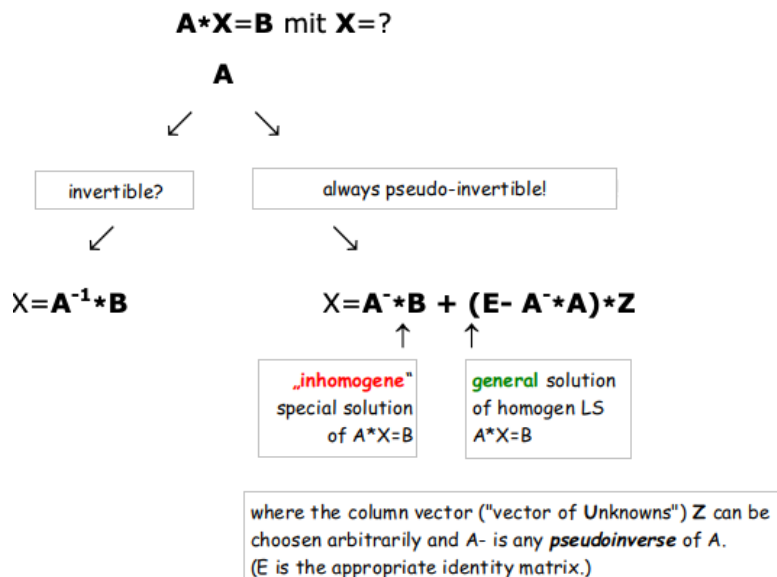 A*X=B mit X=?
A
↙ ↘
invertible?
always pseudo-invertible!
↙ ↘
X=A⁻¹*B
X=A⁻*B + (E- A⁻*A)*Z
↑ ↑
„inhomogene“
special solution
of A*X=B
general solution
of homogen LS
A*X=B
where the column vector ("vector of Unknowns") Z can be
choosen arbitrarily and A- is any pseudoinverse of A.
(E is the appropriate identity matrix.)